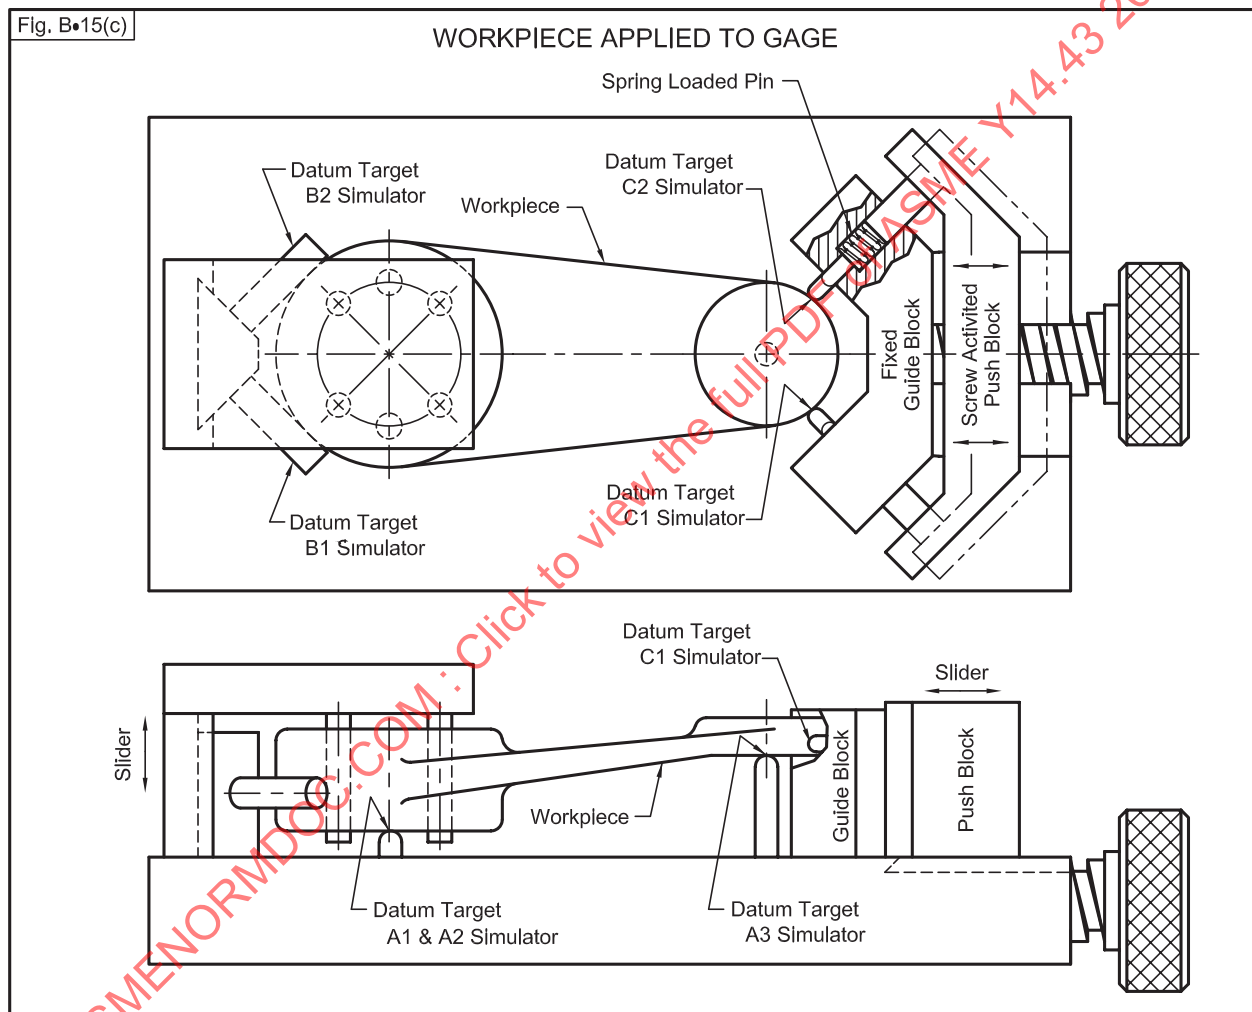 Fig. B•15(c)
WORKPIECE APPLIED TO GAGE
Spring Loaded Pin
Datum Target
B2 Simulator
Datum Target
C2 Simulator
Workpiece
Fixed
Guide Block
Screw Activited
Push Block
Datum Target
C1 Simulator
Datum Target
B1 Simulator
Datum Target
C1 Simulator
Slider
Slider
Guide Block
Push Block
Workpiece
Datum Target
A1 & A2 Simulator
Datum Target
A3 Simulator
SMENORMDOC.COM : Click to view the full PDF of ASME Y14.43 20